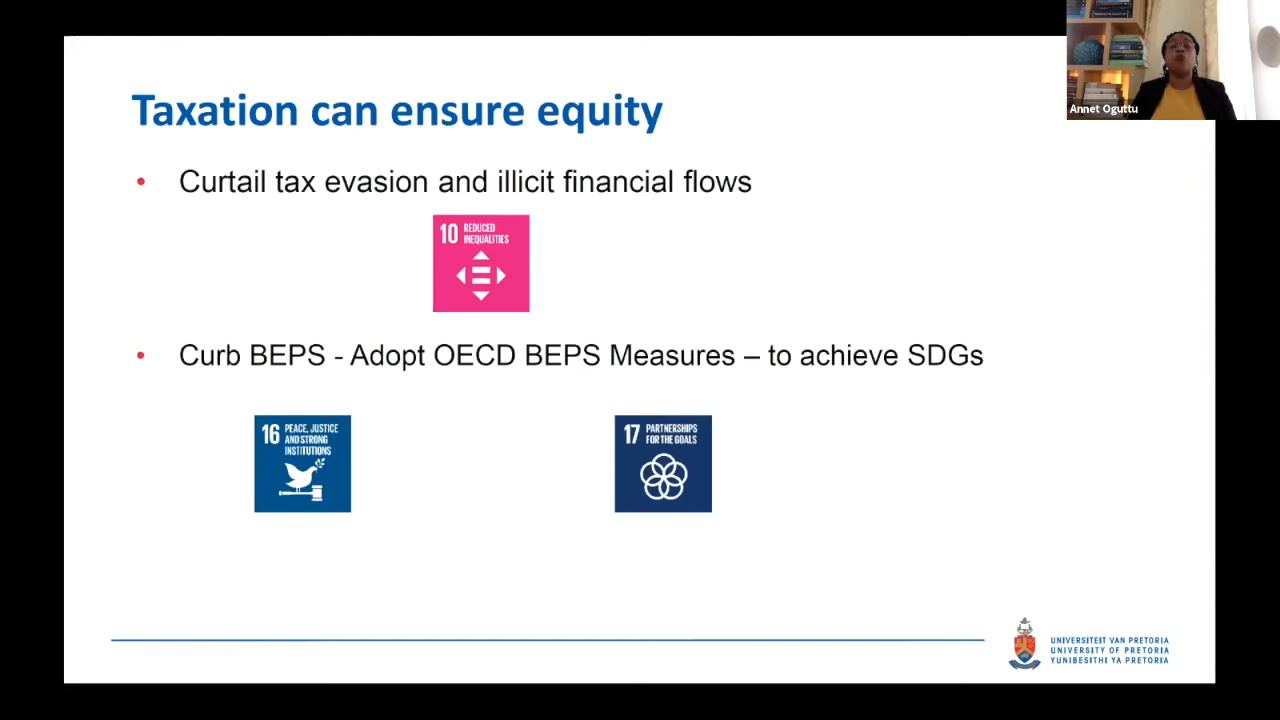 Annet Oguttu
Taxation can ensure equity
• Curtail tax evasion and illicit financial flows
10 REDUCED
INEQUALITIES
• Curb BEPS - Adopt OECD BEPS Measures – to achieve SDGs
16 PEACE, JUSTICE
AND STRONG
INSTITUTIONS
17 PARTNERSHIPS
FOR THE GOALS
UNIVERSITEIT VAN PRETORIA
UNIVERSITY OF PRETORIA
YUNIBESITHI YA PRETORIA